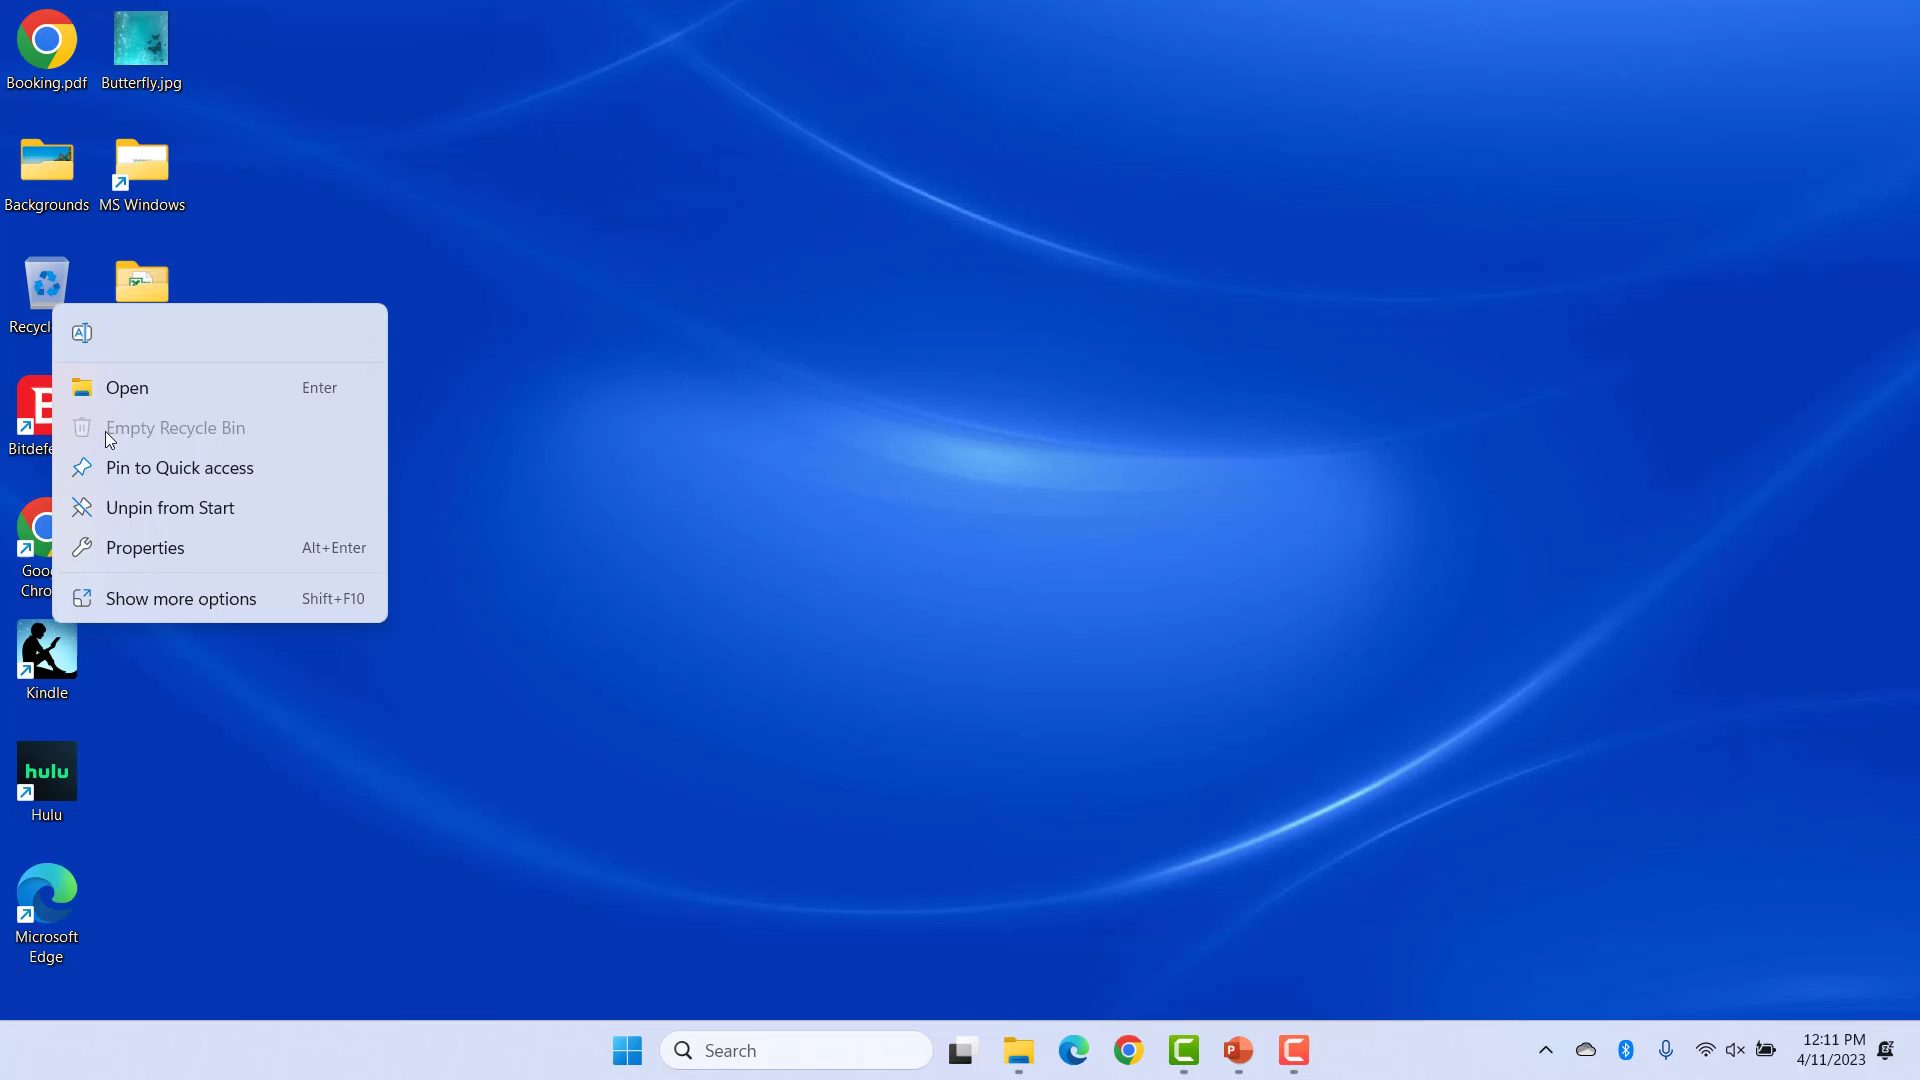 Booking.pdf
Butterfly.jpg
Backgrounds
MS Windows
Recycl
Open Enter
Empty Recycle Bin
Pin to Quick access
Unpin from Start
Properties Alt+Enter
Show more options Shift+F10
Bitdefe
Goo
Chro
Kindle
hulu
Hulu
Microsoft
Edge
Search
12:11 PM
4/11/2023